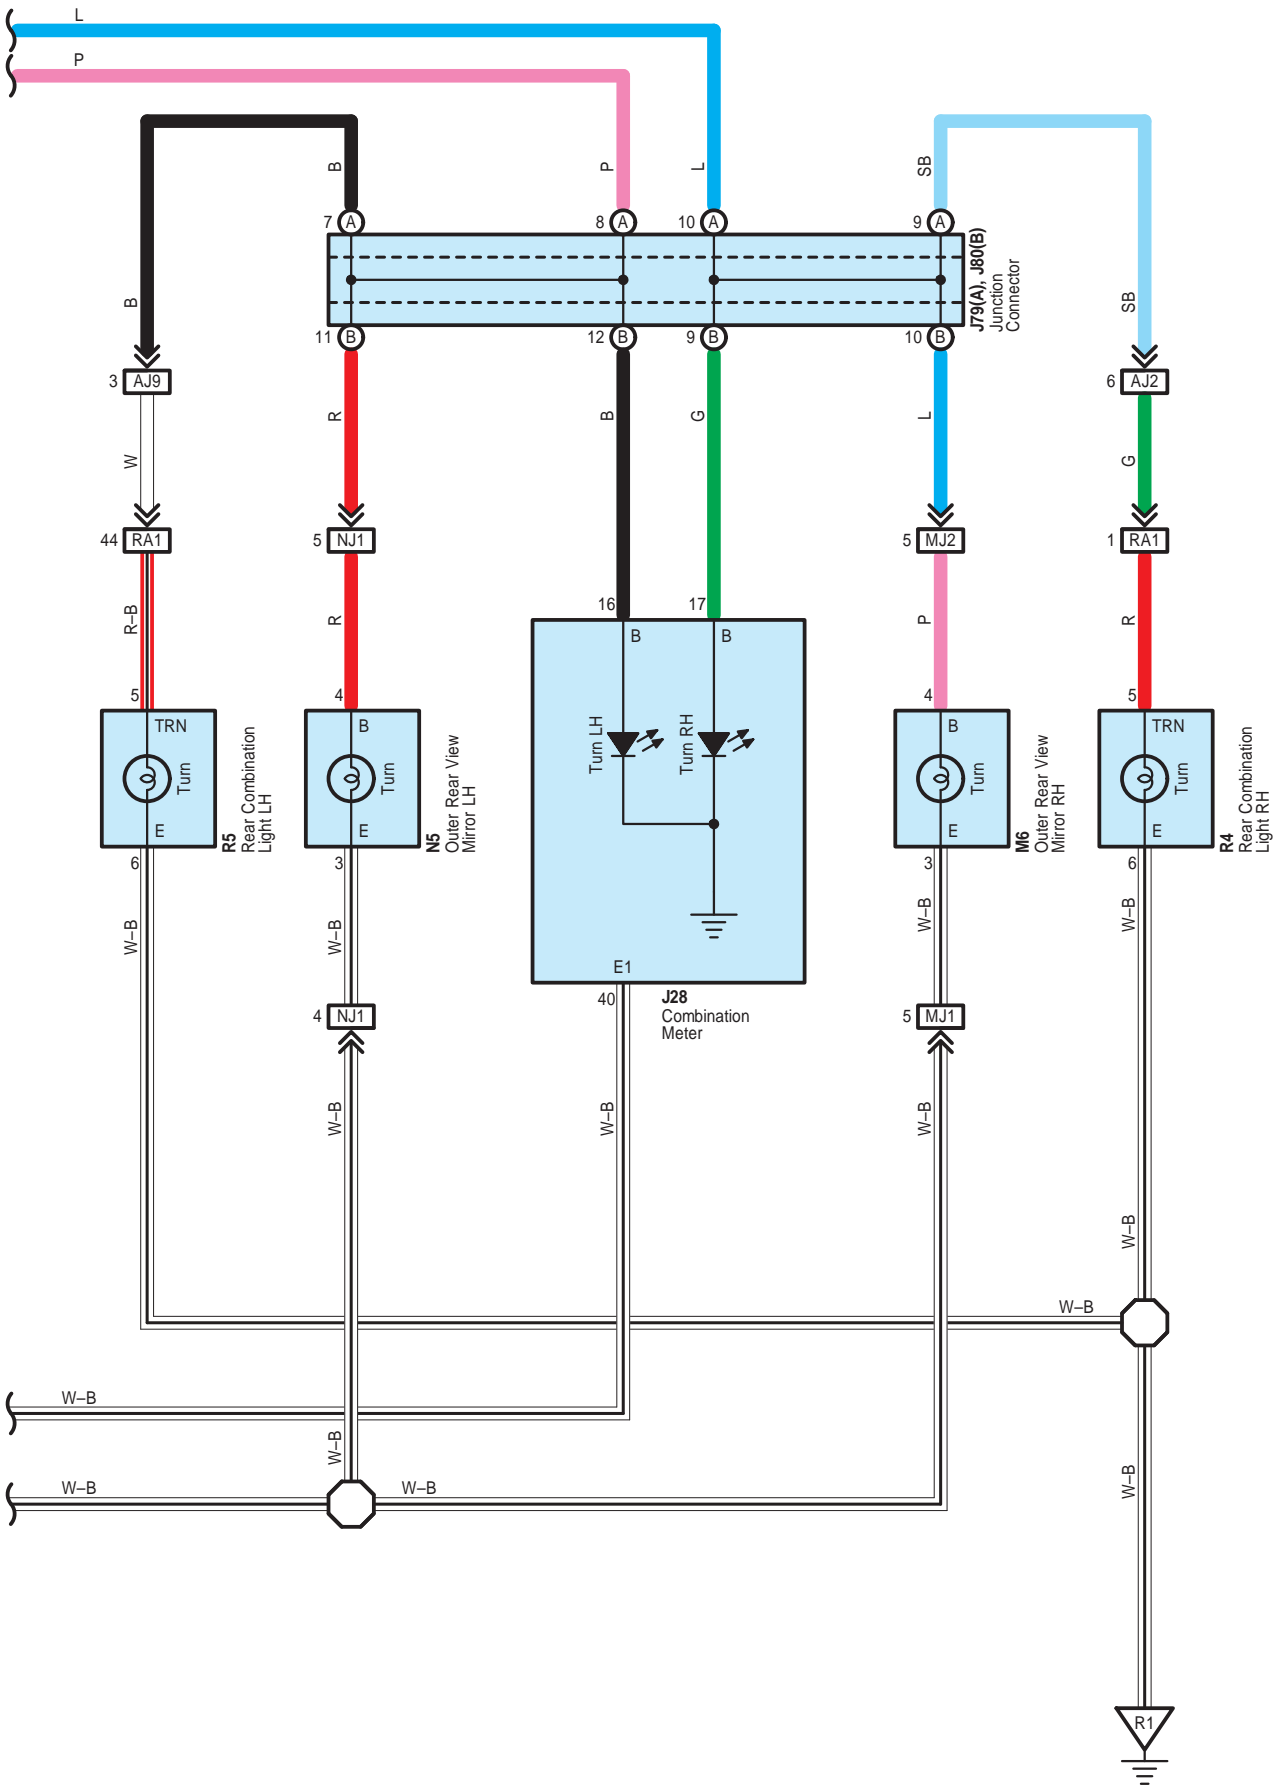 L
P
B
P
L
SB
7 A
8 A
10 A
9 A
J79(A), J80(B)
Junction
Connector
B
SB
11 B
12 B
9 B
10 B
3 AJ9
6 AJ2
R
B
G
L
W
G
44 RA1
5 NJ1
5 MJ2
1 RA1
R–B
R
P
R
16
17
B
B
5
4
4
5
TRN
B
B
TRN
Turn
Turn
Turn LH
Turn RH
Turn
Turn
E
E
E
E
R5
Rear Combination
Light LH
N5
Outer Rear View
Mirror LH
M6
Outer Rear View
Mirror RH
R4
Rear Combination
Light RH
6
3
3
6
W–B
W–B
W–B
W–B
E1
40
J28
Combination
Meter
4 NJ1
5 MJ1
W–B
W–B
W–B
W–B
W–B
W–B
W–B
W–B
W–B
W–B
R1